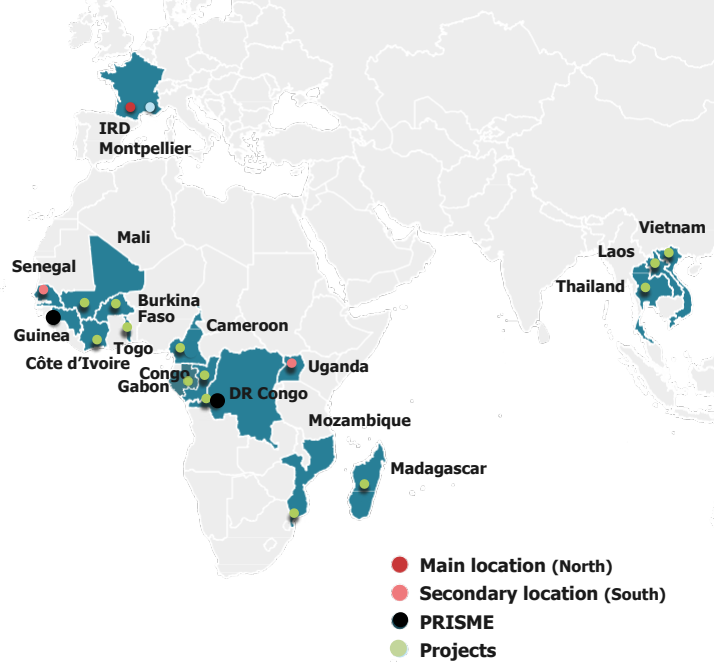 IRD
Montpellier
Mali
Senegal
Burkina
Faso
Guinea
Togo
Côte d'Ivoire
Cameroon
Congo
Gabon
DR Congo
Uganda
Mozambique
Madagascar
Vietnam
Laos
Thailand
Main location (North)
Secondary location (South)
PRISME
Projects